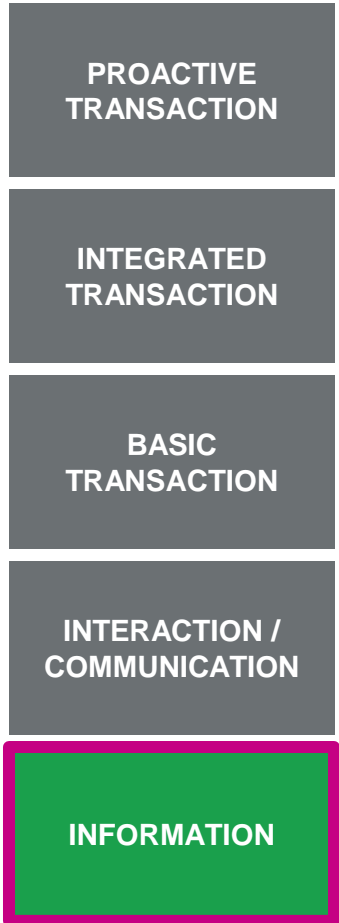 PROACTIVE
TRANSACTION
INTEGRATED
TRANSACTION
BASIC
TRANSACTION
INTERACTION /
COMMUNICATION
INFORMATION